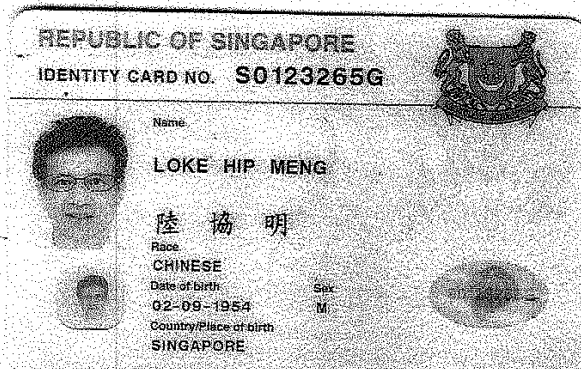 REPUBLIC OF SINGAPORE
IDENTITY CARD NO. S0123265G
Name
LOKE HIP MENG
陸協明
Race
CHINESE
Date of birth Sex
02-09-1954 M
Country/Place of birth
SINGAPORE